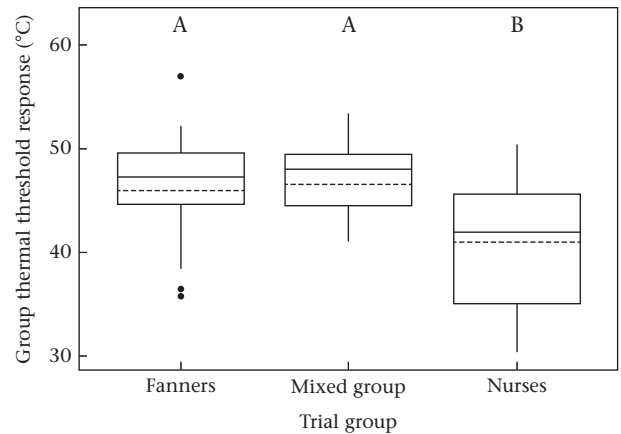 Group thermal threshold response (°C)
60
50
40
30
A A B
Fanners Mixed group Nurses
Trial group